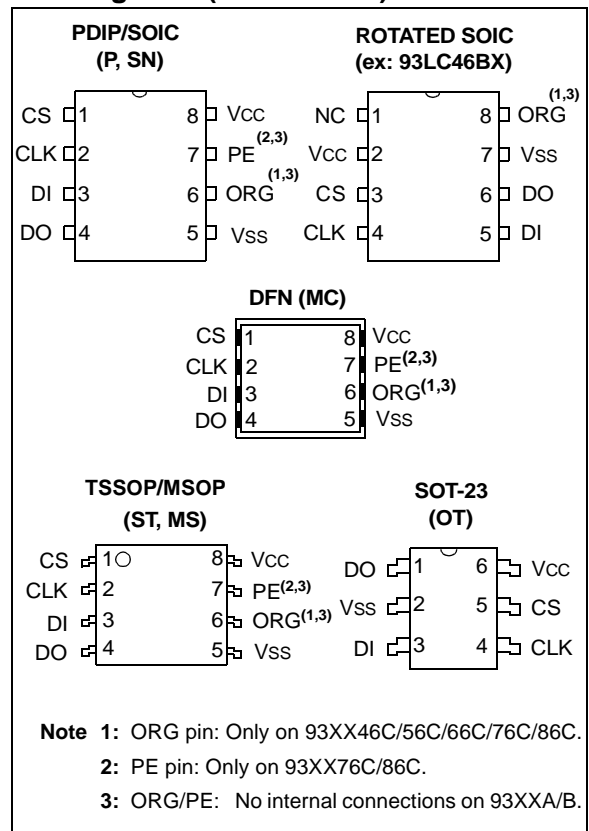 PDIP/SOIC
(P, SN)
CS 1 8 VCC
CLK 2 7 PE(2,3)
DI 3 6 ORG(1,3)
DO 4 5 VSS
ROTATED SOIC
(ex: 93LC46BX)
NC 1 8 ORG(1,3)
VCC 2 7 VSS
CS 3 6 DO
CLK 4 5 DI
DFN (MC)
CS 1 8 VCC
CLK 2 7 PE(2,3)
DI 3 6 ORG(1,3)
DO 4 5 VSS
TSSOP/MSOP
(ST, MS)
CS 1 8 VCC
CLK 2 7 PE(2,3)
DI 3 6 ORG(1,3)
DO 4 5 VSS
SOT-23
(OT)
DO 1 6 VCC
VSS 2 5 CS
DI 3 4 CLK
Note 1: ORG pin: Only on 93XX46C/56C/66C/76C/86C.
2: PE pin: Only on 93XX76C/86C.
3: ORG/PE: No internal connections on 93XXA/B.